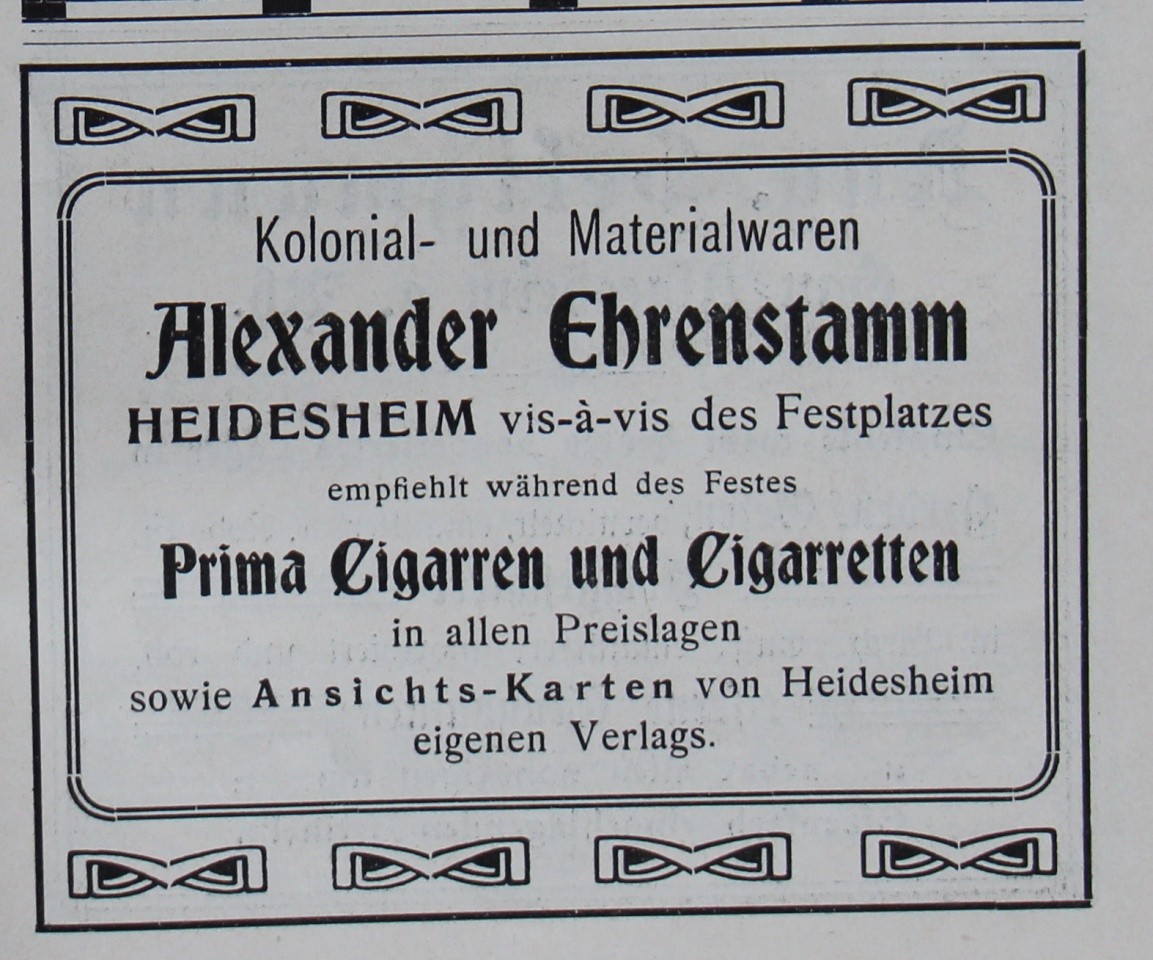 Kolonial- und Materialwaren
Alexander Ehrenstamm
HEIDESHEIM vis-à-vis des Festplatzes
empfiehlt während des Festes
Prima Cigarren und Cigarretten
in allen Preislagen
sowie Ansichts-Karten von Heidesheim
eigenen Verlags.